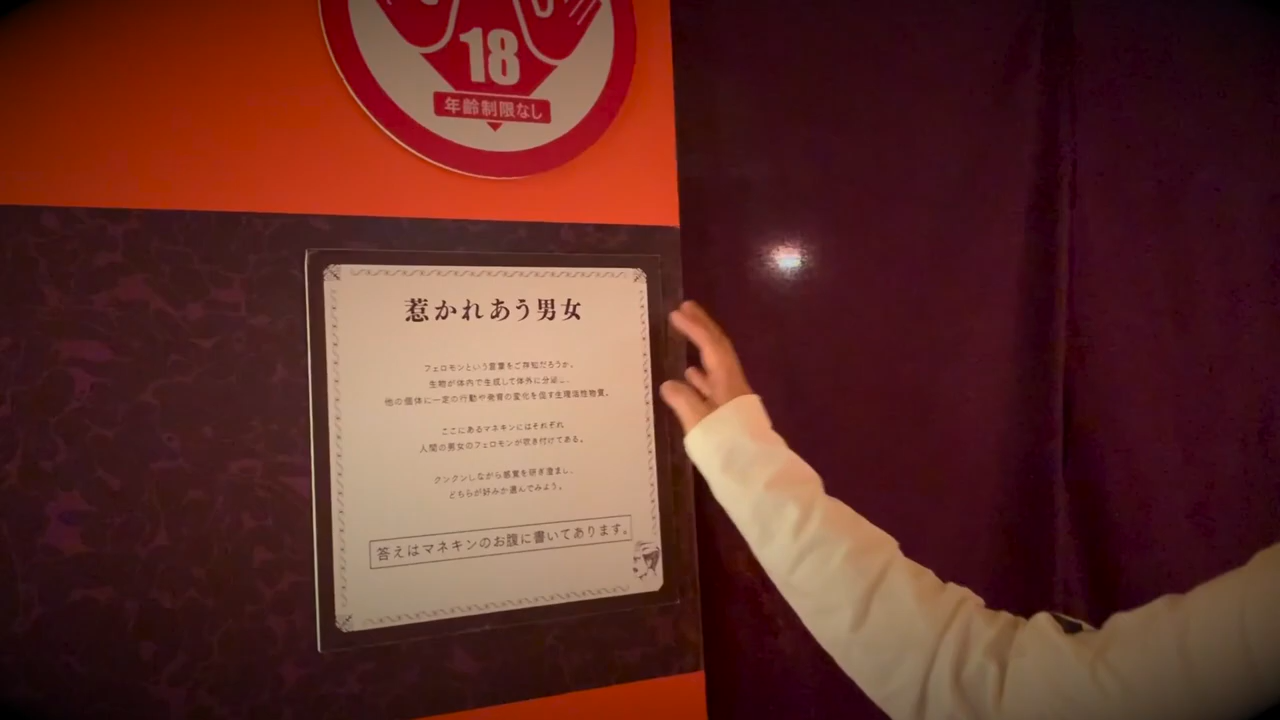 18
年齢制限なし
惹かれあう男女
フェロモンという言葉をご存知だろうか。
生物が体内で生成して体外に分泌し、
他の個体に一定の行動や発育の変化を促す生理活性物質。
ここにあるマネキンにはそれぞれ
人間の男女のフェロモンが吹き付けてある。
クンクンしながら感覚を研ぎ澄まし、
どちらが好みか選んでみよう。
答えはマネキンのお腹に書いてあります。